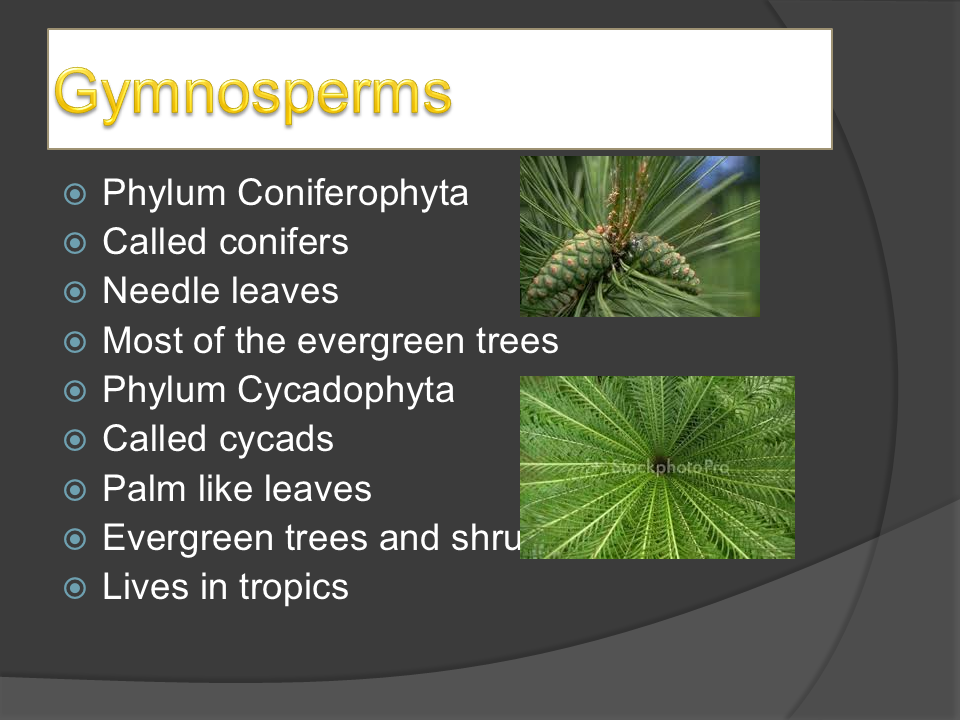 Gymnosperms
Phylum Coniferophyta
Called conifers
Needle leaves
Most of the evergreen trees
Phylum Cycadophyta
StockphotoPro
Called cycads
Palm like leaves
Evergreen trees and shru
Lives in tropics